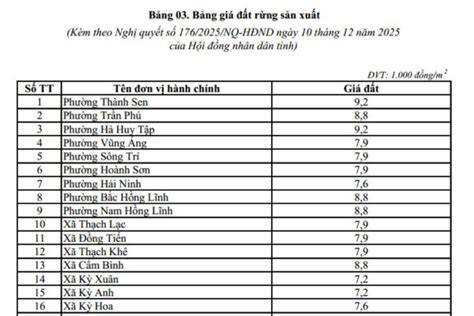 Bảng 03. Bảng giá đất rừng sản xuất
(Kèm theo Nghị quyết số 176/2025/NQ-HĐND ngày 10 tháng 12 năm 2025
của Hội đồng nhân dân tỉnh)
ĐVT: 1.000 đồng/m²
Số TT Tên đơn vị hành chính Giá đất
1 Phường Thành Sen 9,2
2 Phường Trần Phú 8,8
3 Phường Hà Huy Tập 9,2
4 Phường Vũng Áng 7,9
5 Phường Sông Trí 7,9
6 Phường Hoành Sơn 7,9
7 Phường Hải Ninh 7,6
8 Phường Bắc Hồng Lĩnh 8,8
9 Phường Nam Hồng Lĩnh 8,8
10 Xã Thạch Lạc 7,9
11 Xã Đồng Tiến 7,9
12 Xã Thạch Khê 7,9
13 Xã Cẩm Bình 8,8
14 Xã Kỳ Xuân 7,2
15 Xã Kỳ Anh 7,2
16 Xã Kỳ Hoa 7,6